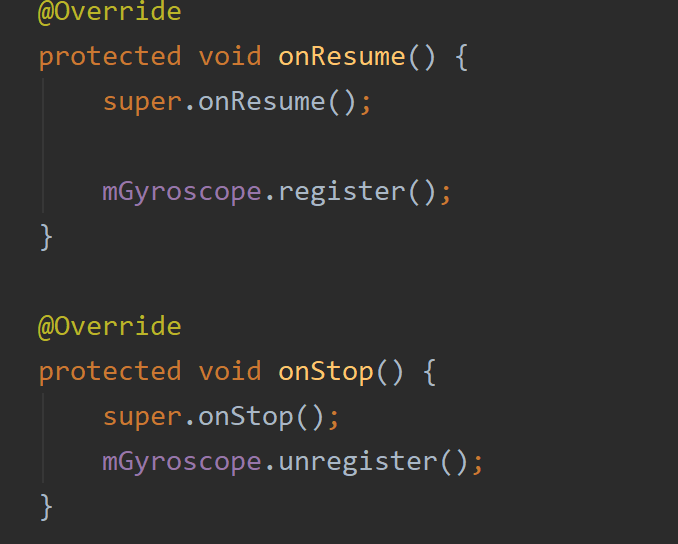 @Override
protected void onResume() {
super.onResume();
mGyroscope.register();
}
@Override
protected void onStop() {
super.onStop();
mGyroscope.unregister();
}